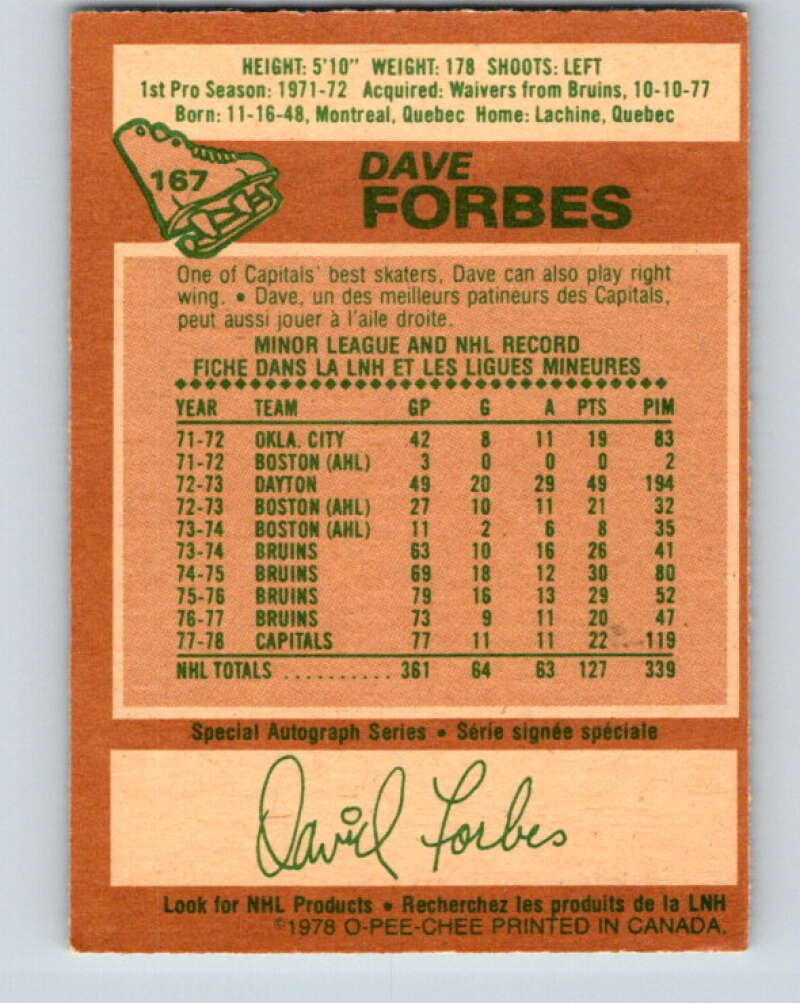 HEIGHT: 5'10" WEIGHT: 178 SHOOTS: LEFT
1st Pro Season: 1971-72 Acquired: Waivers from Bruins, 10-10-77
Born: 11-16-48, Montreal, Quebec Home: Lachine, Quebec
167
DAVE
FORBES
One of Capitals' best skaters, Dave can also play right
wing. • Dave, un des meilleurs patineurs des Capitals,
peut aussi jouer à l'aile droite.
MINOR LEAGUE AND NHL RECORD
FICHE DANS LA LNH ET LES LIGUES MINEURES
YEAR TEAM GP G A PTS PIM
71-72 OKLA. CITY 42 8 11 19 83
71-72 BOSTON (AHL) 3 0 0 0 2
72-73 DAYTON 49 20 29 49 194
72-73 BOSTON (AHL) 27 10 11 21 32
73-74 BOSTON (AHL) 11 2 6 8 35
73-74 BRUINS 63 10 16 26 41
74-75 BRUINS 69 18 12 30 80
75-76 BRUINS 79 16 13 29 52
76-77 BRUINS 73 9 11 20 47
77-78 CAPITALS 77 11 11 22 119
NHL TOTALS .......... 361 64 63 127 339
Special Autograph Series • Série signée spéciale
David Forbes
Look for NHL Products • Recherchez les produits de la LNH
©1978 O-PEE-CHEE PRINTED IN CANADA.